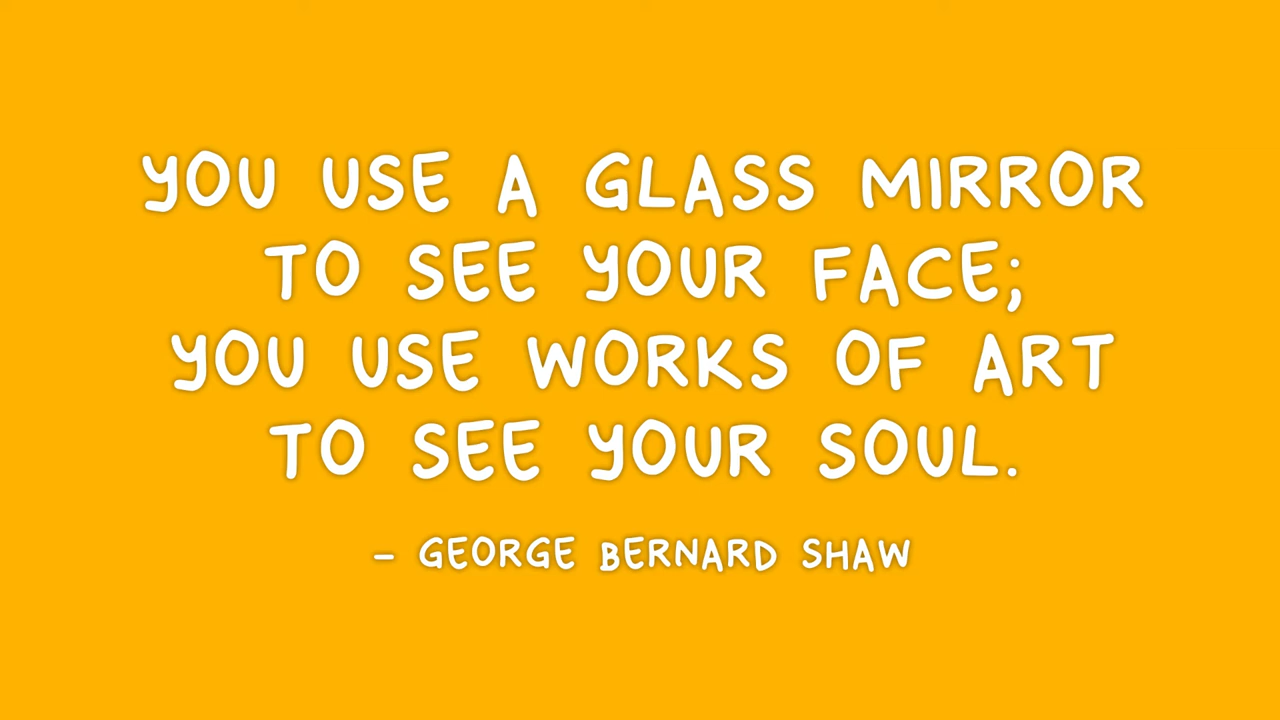 YOU USE A GLASS MIRROR
TO SEE YOUR FACE;
YOU USE WORKS OF ART
TO SEE YOUR SOUL.
– GEORGE BERNARD SHAW